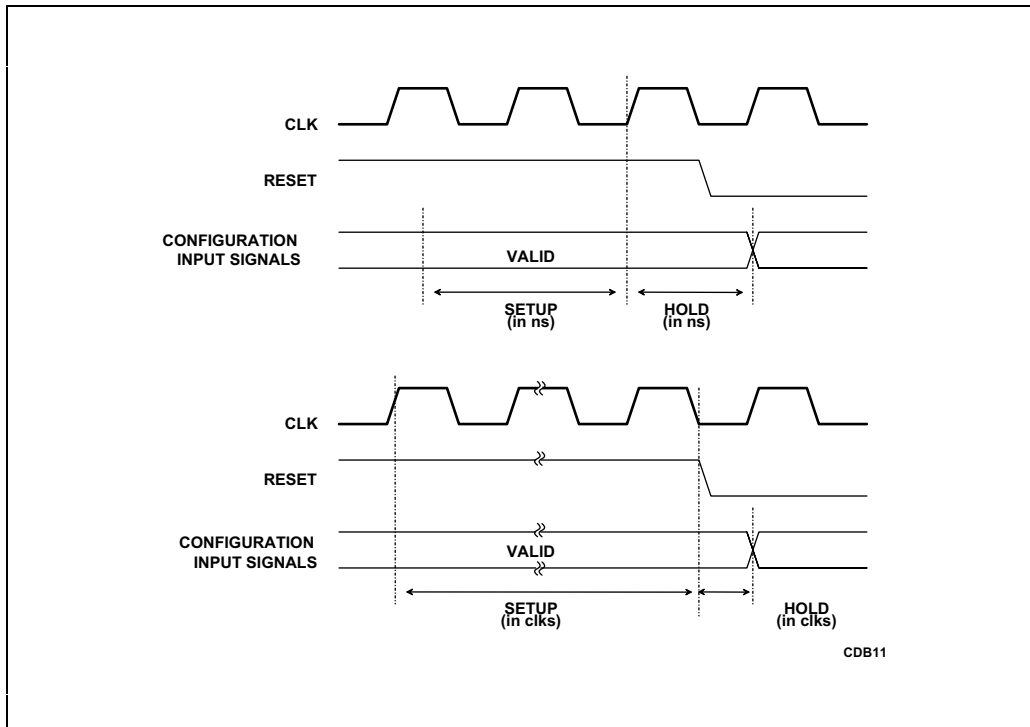 CLK
RESET
CONFIGURATION
INPUT SIGNALS
VALID
SETUP
(in ns)
HOLD
(in ns)
CLK
RESET
CONFIGURATION
INPUT SIGNALS
VALID
SETUP
(in clks)
HOLD
(in clks)
CDB11